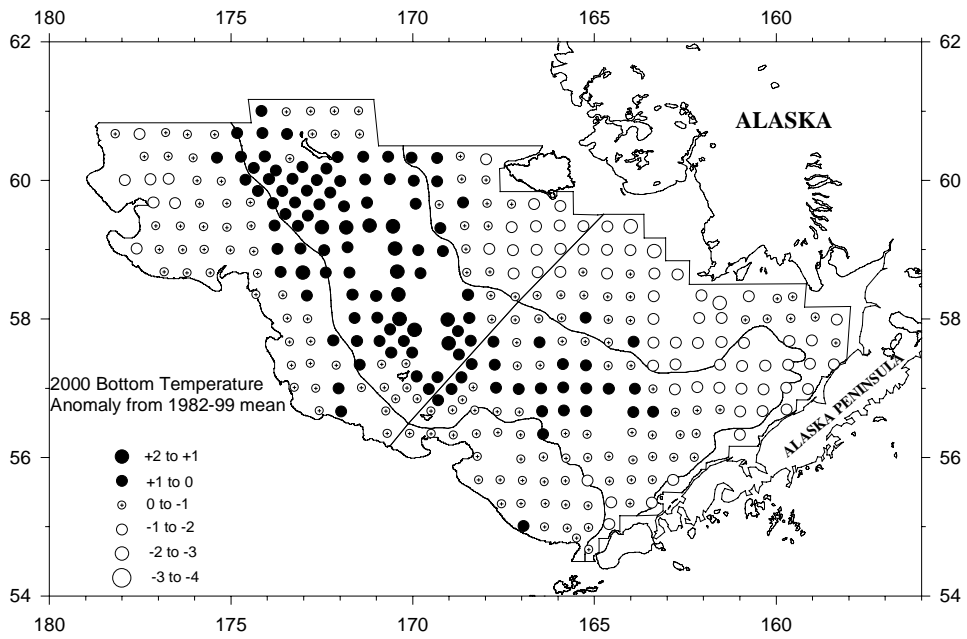 180 175 170 165 160
62 62
ALASKA
60 60
58 58
2000 Bottom Temperature
Anomaly from 1982-99 mean
ALASKA PENINSULA
56 56
+2 to +1
+1 to 0
0 to -1
-1 to -2
-2 to -3
-3 to -4
54 54
180 175 170 165 160